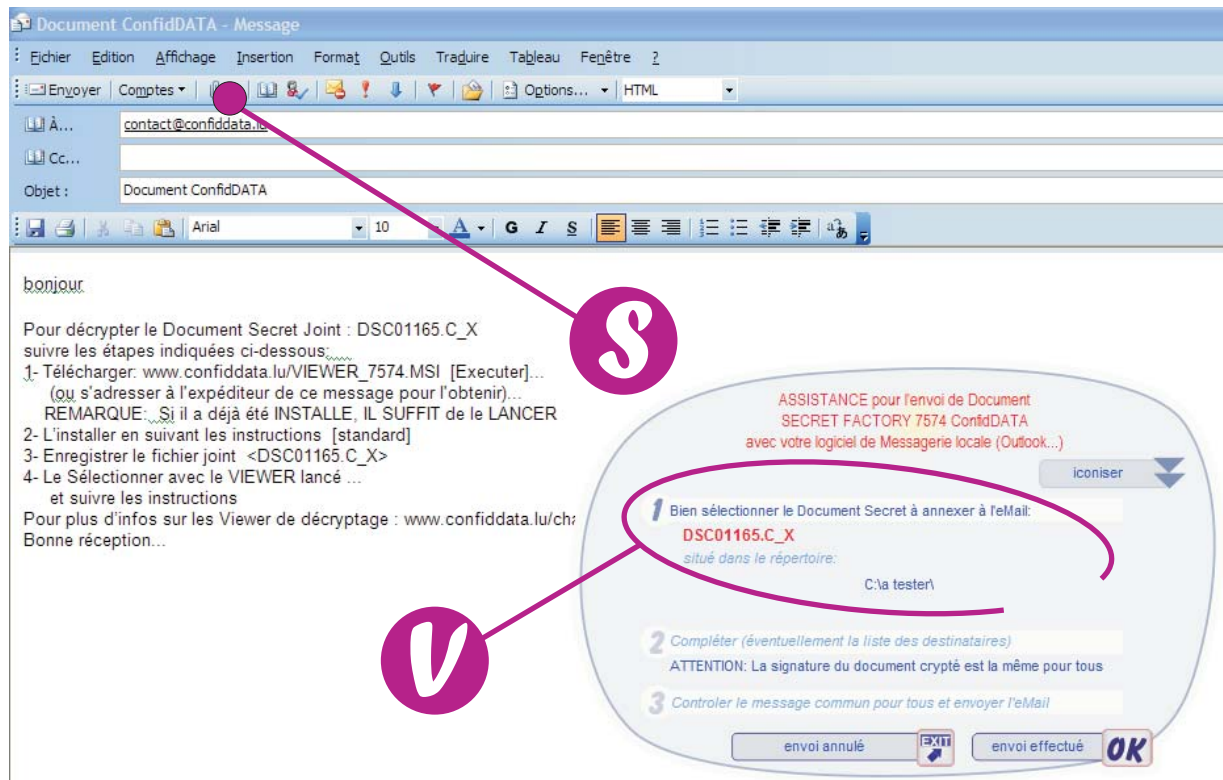 Document ConfidDATA - Message
Fichier Edition Affichage Insertion Format Outils Traduire Tableau Fenêtre ?
Envoyer Comptes Options... HTML
À... contact@confiddata.lu
Cc...
Objet : Document ConfidDATA
Arial 10 A G I S
bonjour
Pour décrypter le Document Secret Joint : DSC01165.C_X
suivre les étapes indiquées ci-dessous:
1- Télécharger: www.confiddata.lu/VIEWER_7574.MSI [Executer]...
(ou s'adresser à l'expéditeur de ce message pour l'obtenir)...
REMARQUE: Si il a déjà été INSTALLE, IL SUFFIT de le LANCER
2- L'installer en suivant les instructions [standard]
3- Enregistrer le fichier joint <DSC01165.C_X>
4- Le Sélectionner avec le VIEWER lancé ...
et suivre les instructions
Pour plus d'infos sur les Viewer de décryptage : www.confiddata.lu/cha
Bonne réception...
S
V
ASSISTANCE pour l'envoi de Document
SECRET FACTORY 7574 ConfidDATA
avec votre logiciel de Messagerie locale (Outlook...)
iconiser
1 Bien sélectionner le Document Secret à annexer à l'eMail:
DSC01165.C_X
situé dans le répertoire:
C:\a tester\
2 Compléter (éventuellement la liste des destinataires)
ATTENTION: La signature du document crypté est la même pour tous
3 Controler le message commun pour tous et envoyer l'eMail
envoi annulé EXIT envoi effectué OK